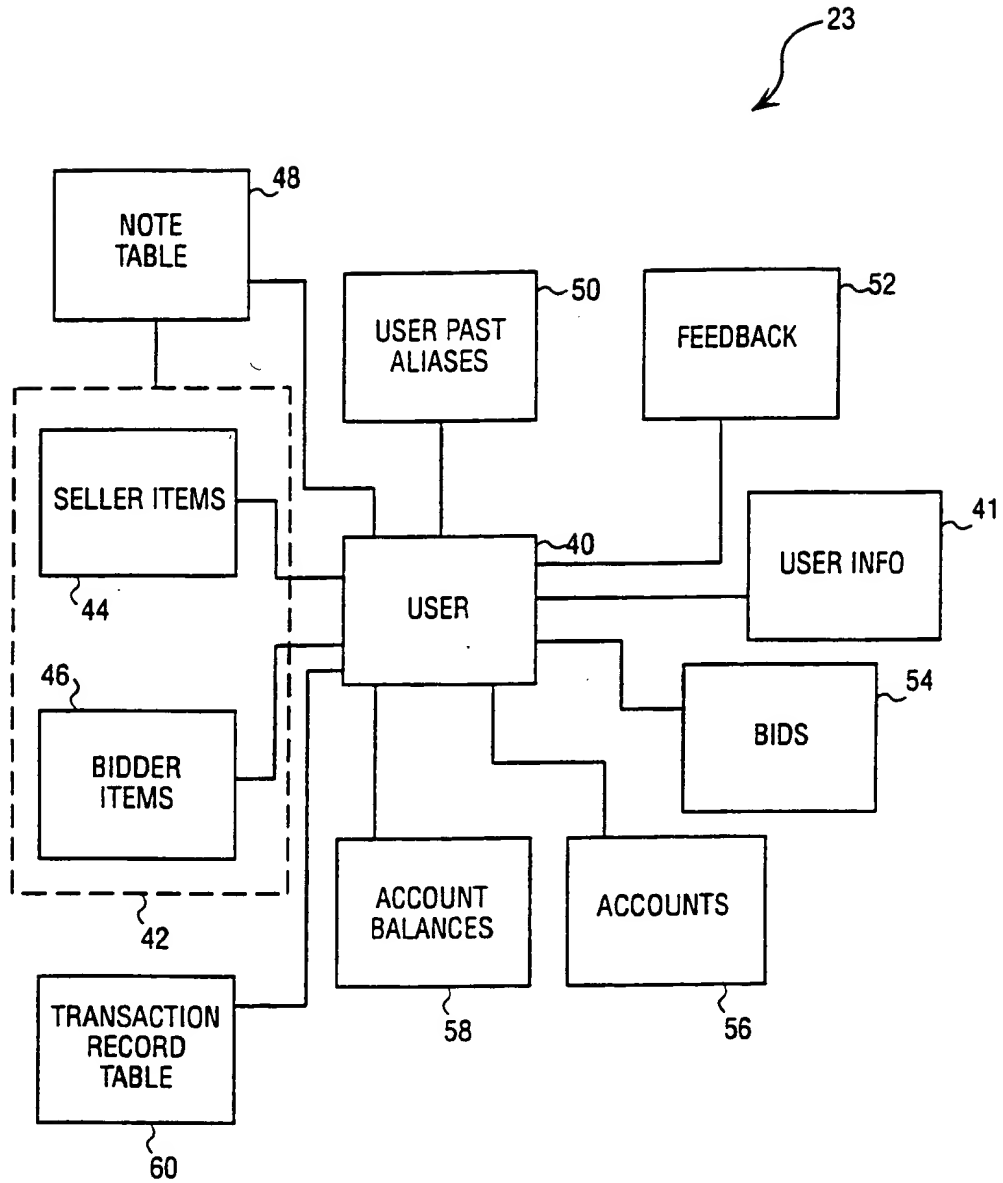 23
48
NOTE
TABLE
50
USER PAST
ALIASES
52
FEEDBACK
SELLER ITEMS
44
40
USER
41
USER INFO
46
BIDDER
ITEMS
54
BIDS
42
ACCOUNT
BALANCES
58
ACCOUNTS
56
TRANSACTION
RECORD
TABLE
60